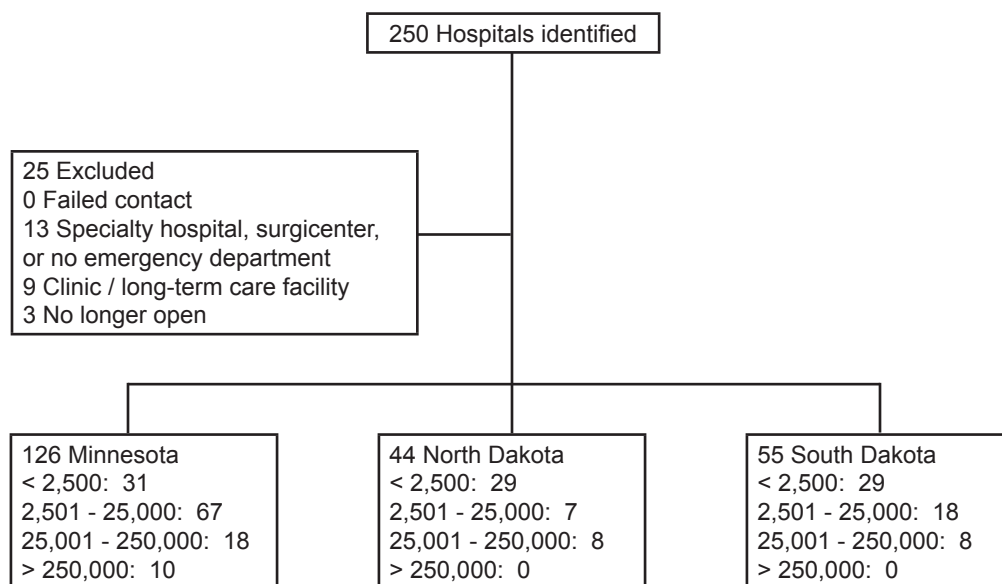 250 Hospitals identified
25 Excluded
0 Failed contact
13 Specialty hospital, surgicenter,
or no emergency department
9 Clinic / long-term care facility
3 No longer open
126 Minnesota
< 2,500:  31
2,501 - 25,000:  67
25,001 - 250,000:  18
> 250,000:  10
44 North Dakota
< 2,500:  29
2,501 - 25,000:  7
25,001 - 250,000:  8
> 250,000:  0
55 South Dakota
< 2,500:  29
2,501 - 25,000:  18
25,001 - 250,000:  8
> 250,000:  0